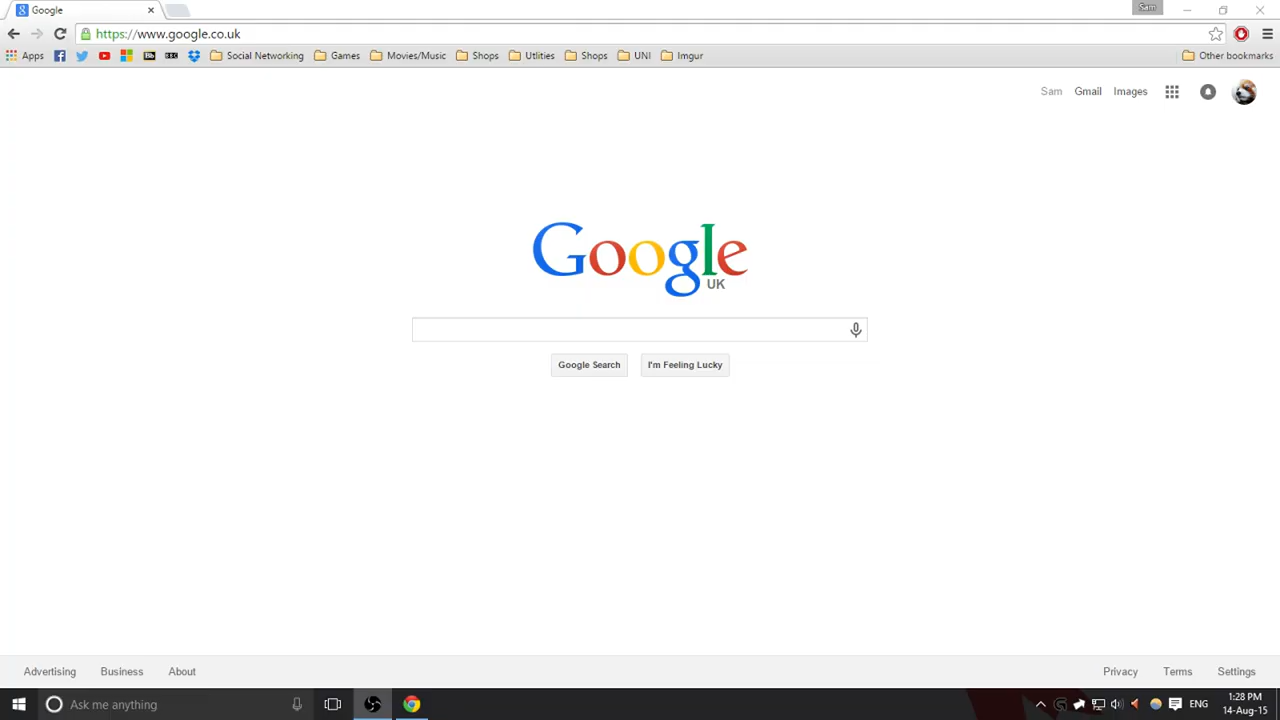 Google
Sam
https://www.google.co.uk
Apps Social Networking Games Movies/Music Shops Utlities Shops UNI Imgur Other bookmarks
Sam Gmail Images
Google
UK
Google Search I'm Feeling Lucky
Advertising Business About Privacy Terms Settings
Ask me anything ENG 1:28 PM
14-Aug-15